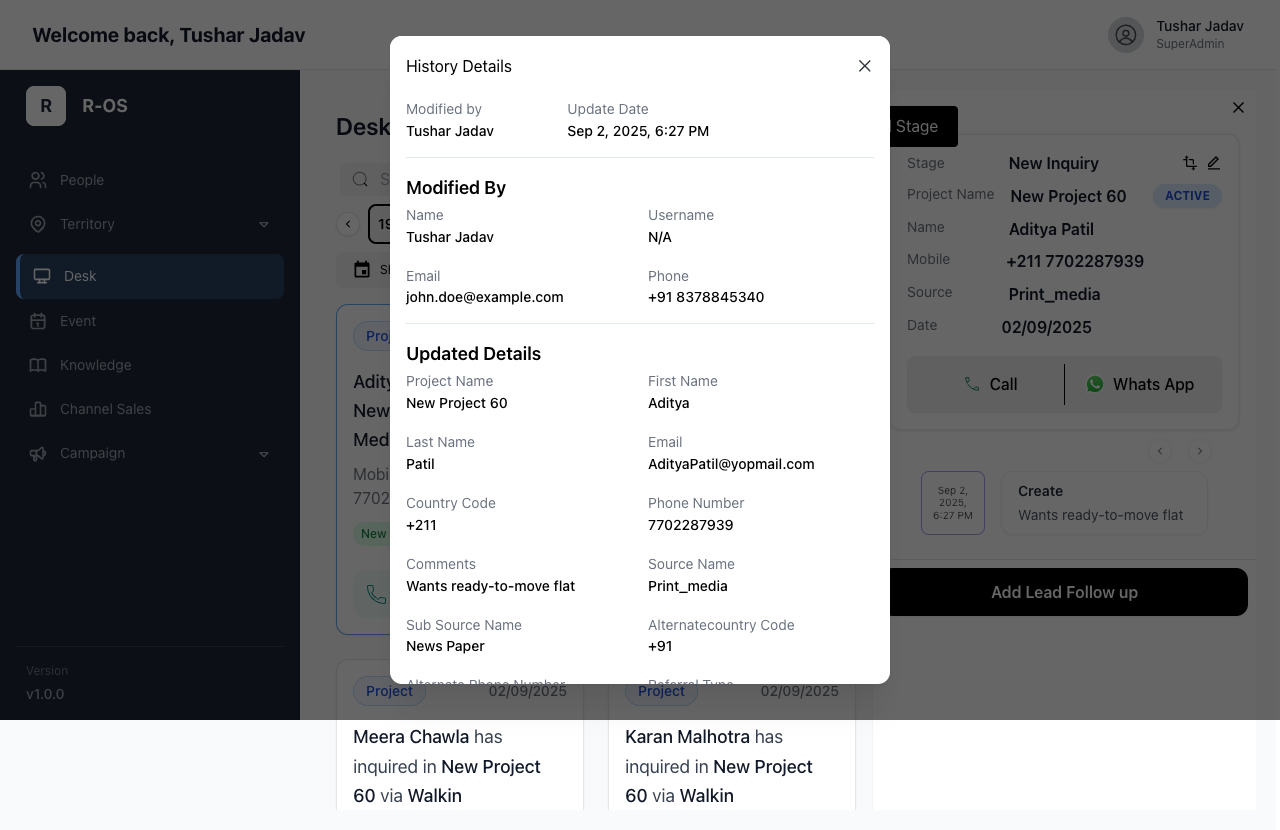 Welcome back, Tushar Jadav
Tushar Jadav
SuperAdmin
R R-OS
People
Territory
Desk
Event
Knowledge
Channel Sales
Campaign
Version
v1.0.0
Desk
19
History Details
Modified by Update Date
Tushar Jadav Sep 2, 2025, 6:27 PM
Modified By
Name Username
Tushar Jadav N/A
Email Phone
john.doe@example.com +91 8378845340
Updated Details
Project Name First Name
New Project 60 Aditya
Last Name Email
Patil AdityaPatil@yopmail.com
Country Code Phone Number
+211 7702287939
Comments Source Name
Wants ready-to-move flat Print_media
Sub Source Name Alternatecountry Code
News Paper +91
Alternate Phone Number Referral Type
Stage
Stage New Inquiry
Project Name New Project 60 ACTIVE
Name Aditya Patil
Mobile +211 7702287939
Source Print_media
Date 02/09/2025
Call Whats App
Sep 2,
2025,
6:27 PM
Create
Wants ready-to-move flat
Add Lead Follow up
New
Project 02/09/2025
Meera Chawla has
inquired in New Project
60 via Walkin
Project 02/09/2025
Karan Malhotra has
inquired in New Project
60 via Walkin